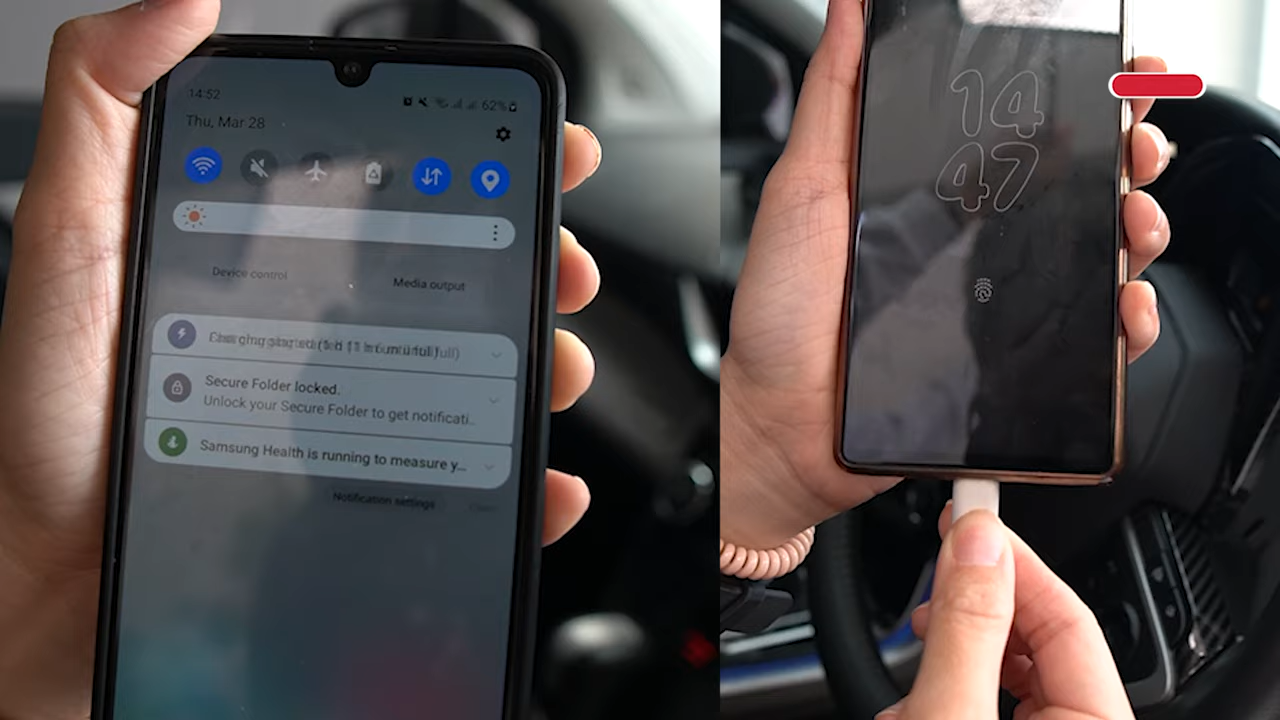 14:52
62%
Thu, Mar 28
Device control
Media output
Secure Folder locked.
Unlock your Secure Folder to get notificati..
Samsung Health is running to measure y...
Notification settings
14
47